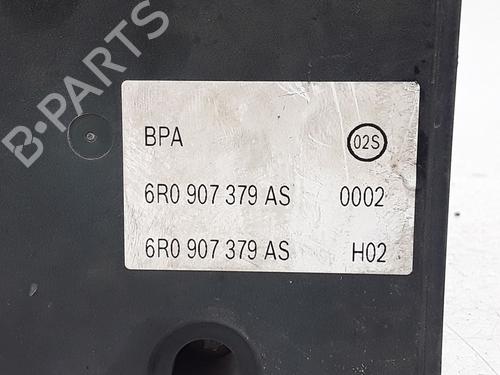 B-PARTS
BPA 02S
6R0 907 379 AS 0002
6R0 907 379 AS H02